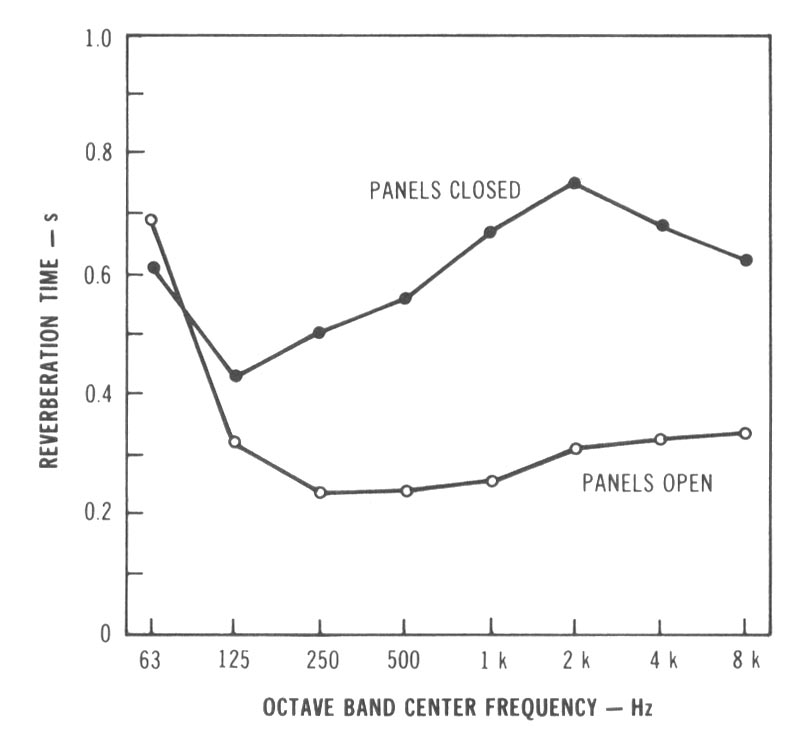 1.0
0.8
PANELS CLOSED
0.6
0.4
PANELS OPEN
0.2
0
REVERBERATION TIME — s
63 125 250 500 1 k 2 k 4 k 8 k
OCTAVE BAND CENTER FREQUENCY — Hz